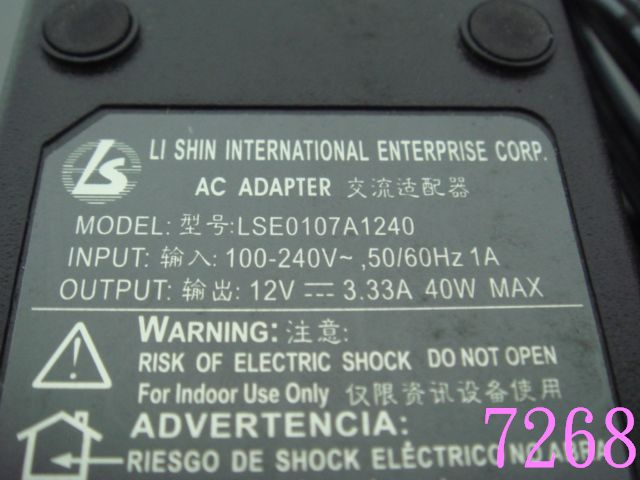 LS
LI SHIN INTERNATIONAL ENTERPRISE CORP.
AC ADAPTER 交流适配器
MODEL: 型号:LSE0107A1240
INPUT: 输入: 100-240V~ ,50/60Hz 1A
OUTPUT: 输出: 12V ⎓ 3.33A 40W MAX
WARNING: 注意:
RISK OF ELECTRIC SHOCK DO NOT OPEN
For Indoor Use Only 仅限资讯设备使用
ADVERTENCIA:
RIESGO DE SHOCK ELÉCTRICO NO ABRA
7268